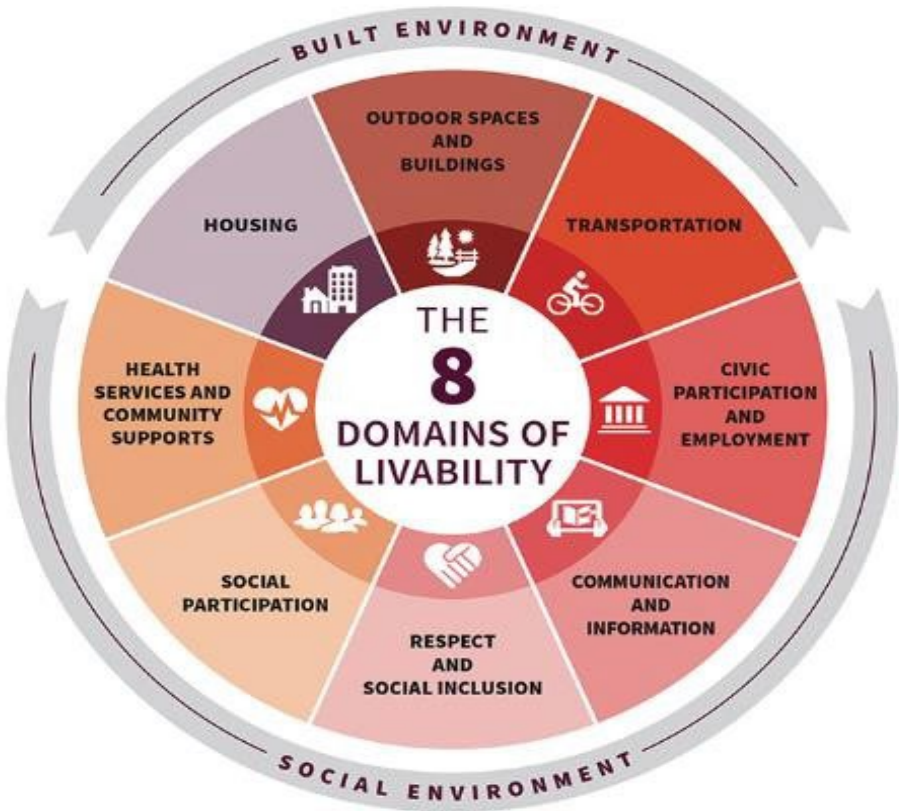 BUILT ENVIRONMENT
OUTDOOR SPACES
AND
BUILDINGS
TRANSPORTATION
CIVIC
PARTICIPATION
AND
EMPLOYMENT
COMMUNICATION
AND
INFORMATION
RESPECT
AND
SOCIAL INCLUSION
SOCIAL
PARTICIPATION
HEALTH
SERVICES AND
COMMUNITY
SUPPORTS
HOUSING
THE
8
DOMAINS OF
LIVABILITY
SOCIAL ENVIRONMENT